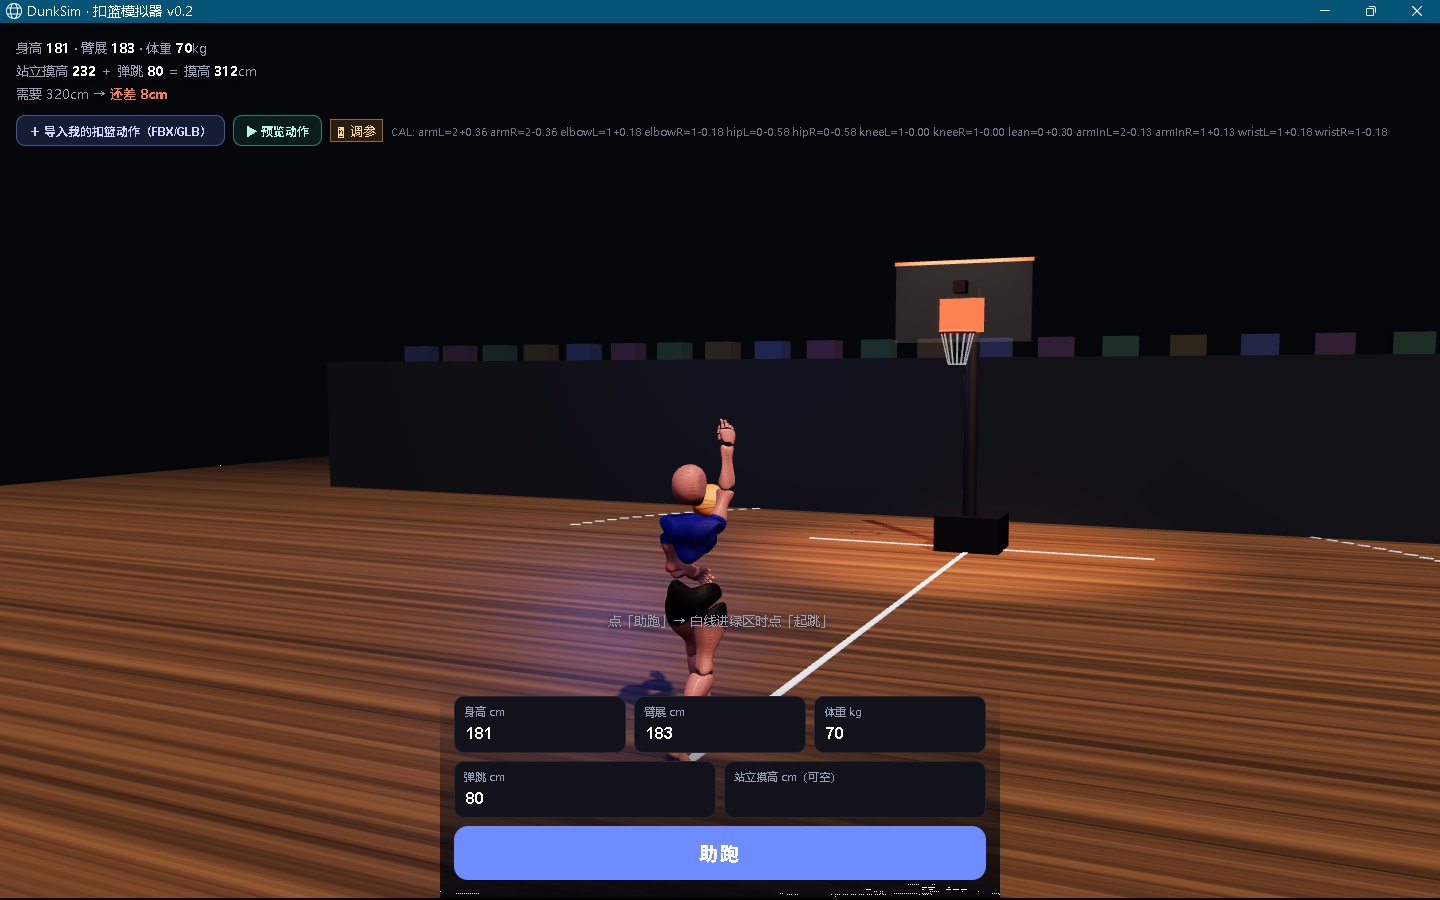 DunkSim · 扣篮模拟器 v0.2
身高 181 · 臂展 183 · 体重 70kg
站立摸高 232 + 弹跳 80 = 摸高 312cm
需要 320cm → 还差 8cm
+ 导入我的扣篮动作（FBX/GLB）
▶ 预览动作
调参
CAL: armL=2+0.36 armR=2-0.36 elbowL=1+0.18 elbowR=1-0.18 hipL=0-0.58 hipR=0-0.58 kneeL=1-0.00 kneeR=1-0.00 lean=0+0.30 armInL=2-0.13 armInR=1+0.13 wristL=1+0.18 wristR=1-0.18
点「助跑」→ 白线进绿区时点「起跳」
身高 cm
181
臂展 cm
183
体重 kg
70
弹跳 cm
80
站立摸高 cm（可空）
助跑